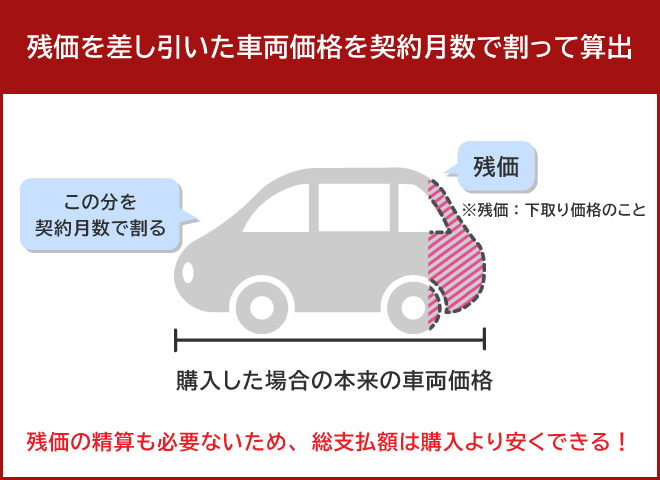 残価を差し引いた車両価格を契約月数で割って算出
残価
この分を
契約月数で割る
※残価：下取り価格のこと
購入した場合の本来の車両価格
残価の精算も必要ないため、総支払額は購入より安くできる！